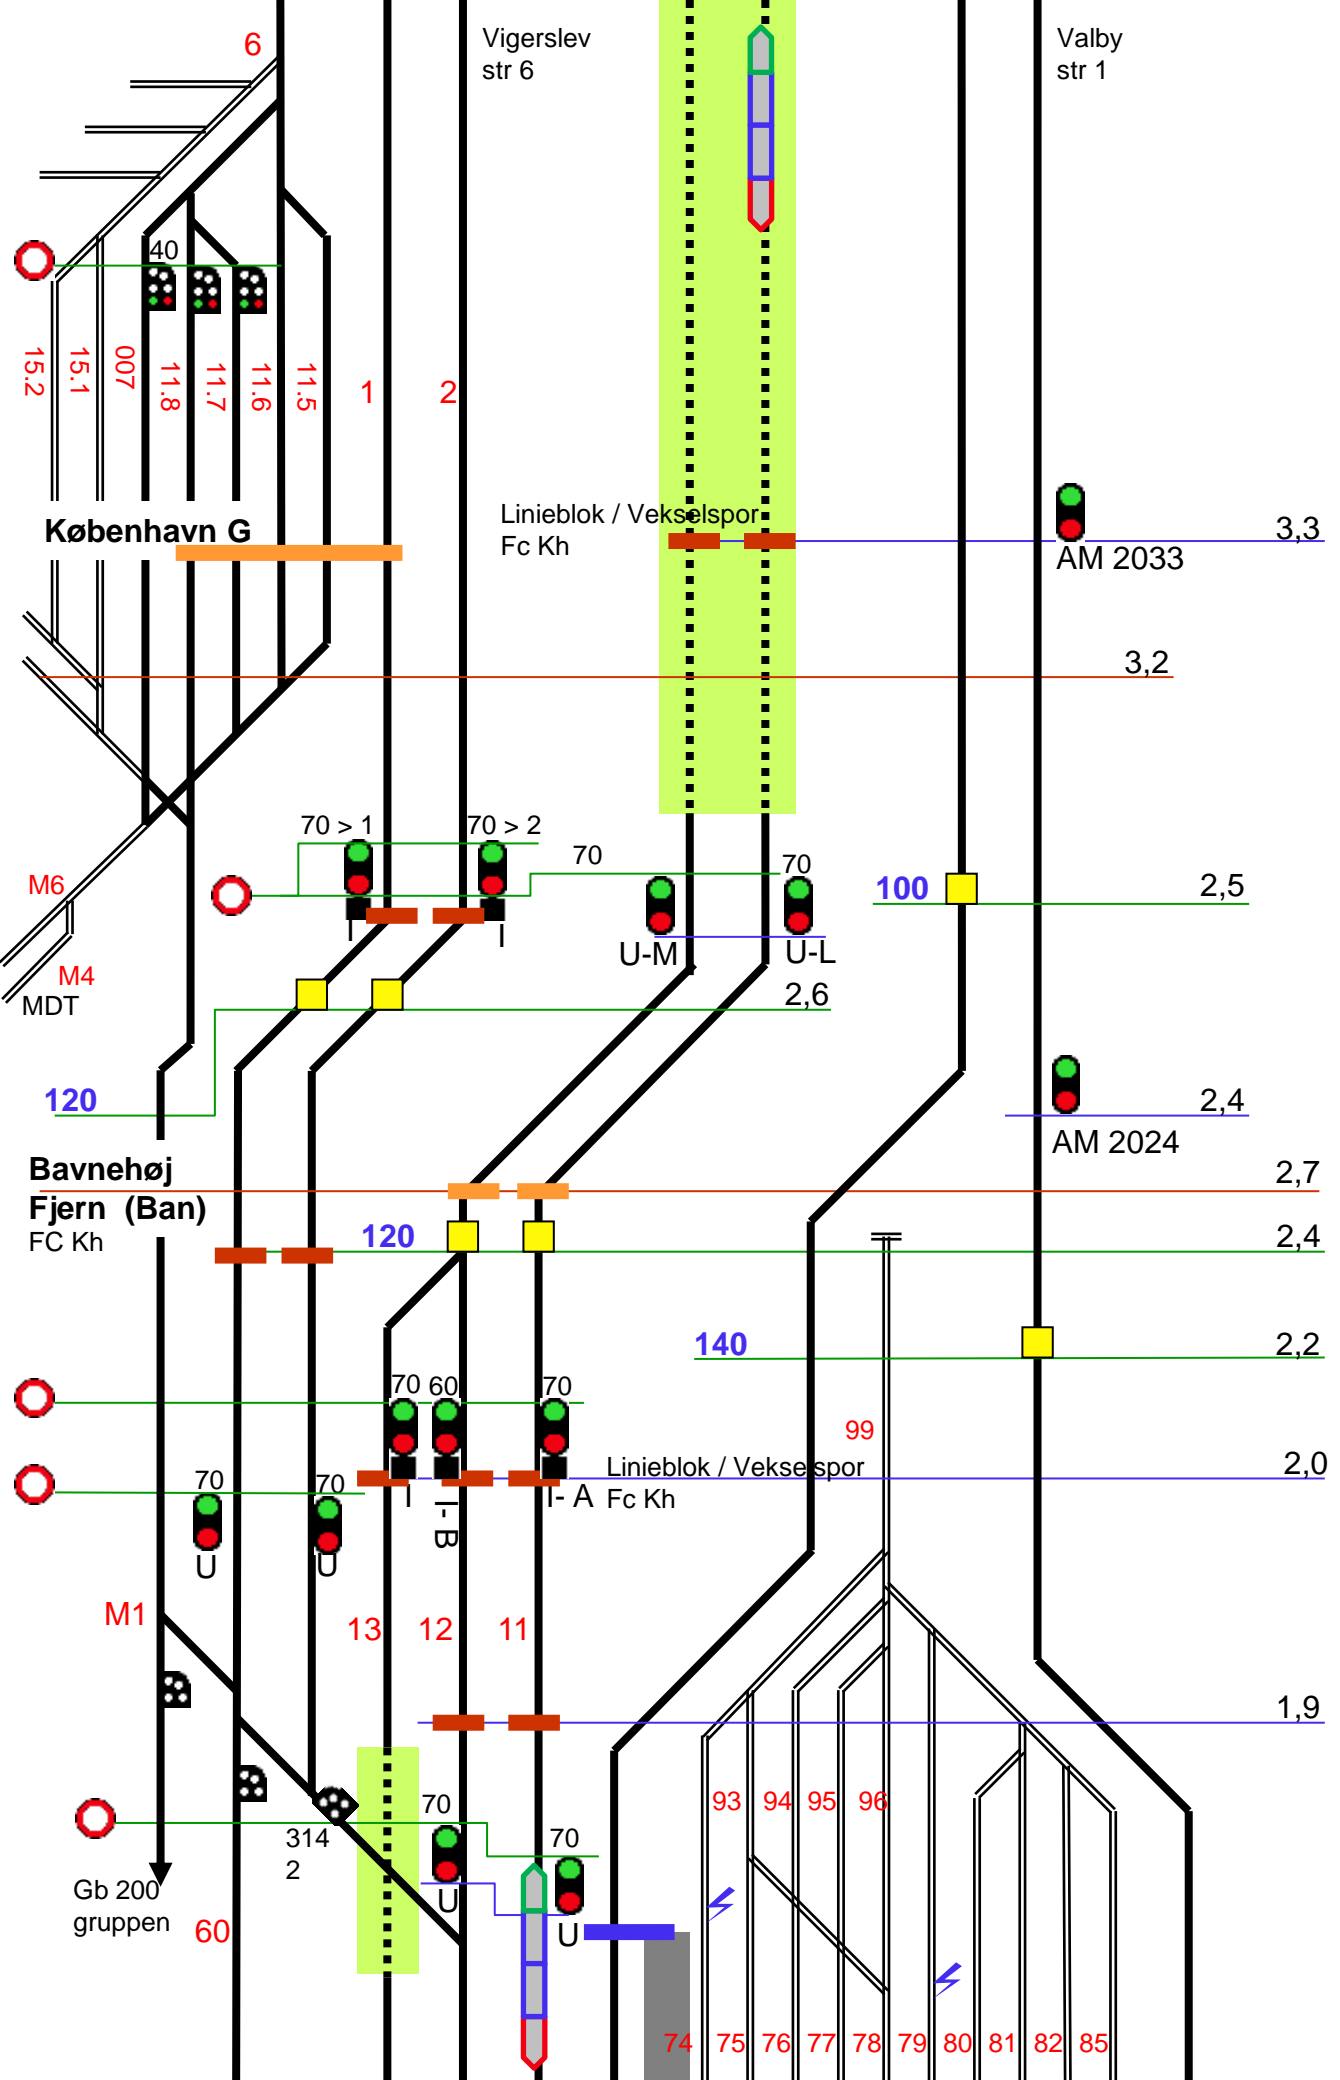 6
Vigerslev
str 6
Valby
str 1
40
15.2
15.1
007
11.8
11.7
11.6
11.5
1
2
København G
Linieblok / Vekselspor
Fc Kh
3,3
AM 2033
3,2
70 > 1
70 > 2
70
70
M6
100
2,5
I
I
U-M
U-L
M4
MDT
2,6
120
2,4
AM 2024
Bavnehøj
Fjern (Ban)
FC Kh
2,7
120
2,4
140
2,2
70
60
70
99
Linieblok / Vekselspor
Fc Kh
2,0
70
70
I
I- B
I- A
U
U
M1
13
12
11
1,9
93
94
95
96
70
314
2
70
Gb 200
gruppen
U
U
60
74
75
76
77
78
79
80
81
82
85